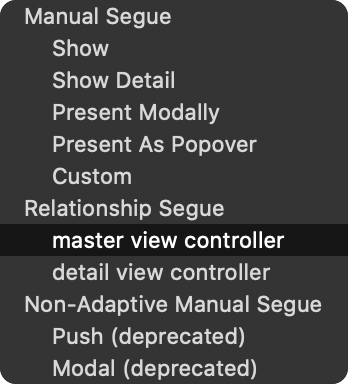 Manual Segue
Show
Show Detail
Present Modally
Present As Popover
Custom
Relationship Segue
master view controller
detail view controller
Non-Adaptive Manual Segue
Push (deprecated)
Modal (deprecated)